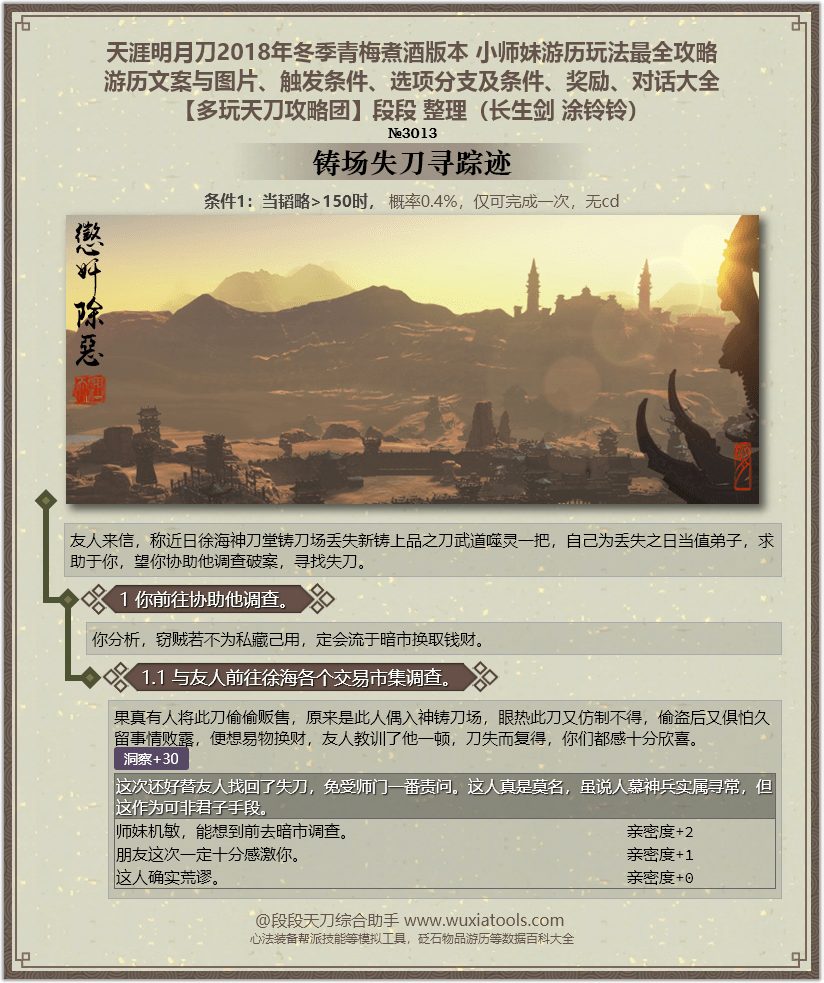 天涯明月刀2018年冬季青梅煮酒版本 小师妹游历玩法最全攻略
游历文案与图片、触发条件、选项分支及条件、奖励、对话大全
【多玩天刀攻略团】段段 整理（长生剑 涂铃铃）
№3013
铸场失刀寻踪迹
条件1：当韬略>150时， 概率0.4%，仅可完成一次，无cd
懲奸除惡
友人来信，称近日徐海神刀堂铸刀场丢失新铸上品之刀武道噬灵一把，自己为丢失之日当值弟子，求
助于你，望你协助他调查破案，寻找失刀。
1 你前往协助他调查。
你分析，窃贼若不为私藏己用，定会流于暗市换取钱财。
1.1 与友人前往徐海各个交易市集调查。
果真有人将此刀偷偷贩售，原来是此人偶入神铸刀场，眼热此刀又仿制不得，偷盗后又俱怕久
留事情败露，便想易物换财，友人教训了他一顿，刀失而复得，你们都感十分欣喜。
洞察+30
这次还好替友人找回了失刀，免受师门一番责问。这人真是莫名，虽说人慕神兵实属寻常，但
这作为可非君子手段。
师妹机敏，能想到前去暗市调查。 亲密度+2
朋友这次一定十分感激你。 亲密度+1
这人确实荒谬。 亲密度+0
@段段天刀综合助手 www.wuxiatools.com
心法装备帮派技能等模拟工具，砭石物品游历等数据百科大全